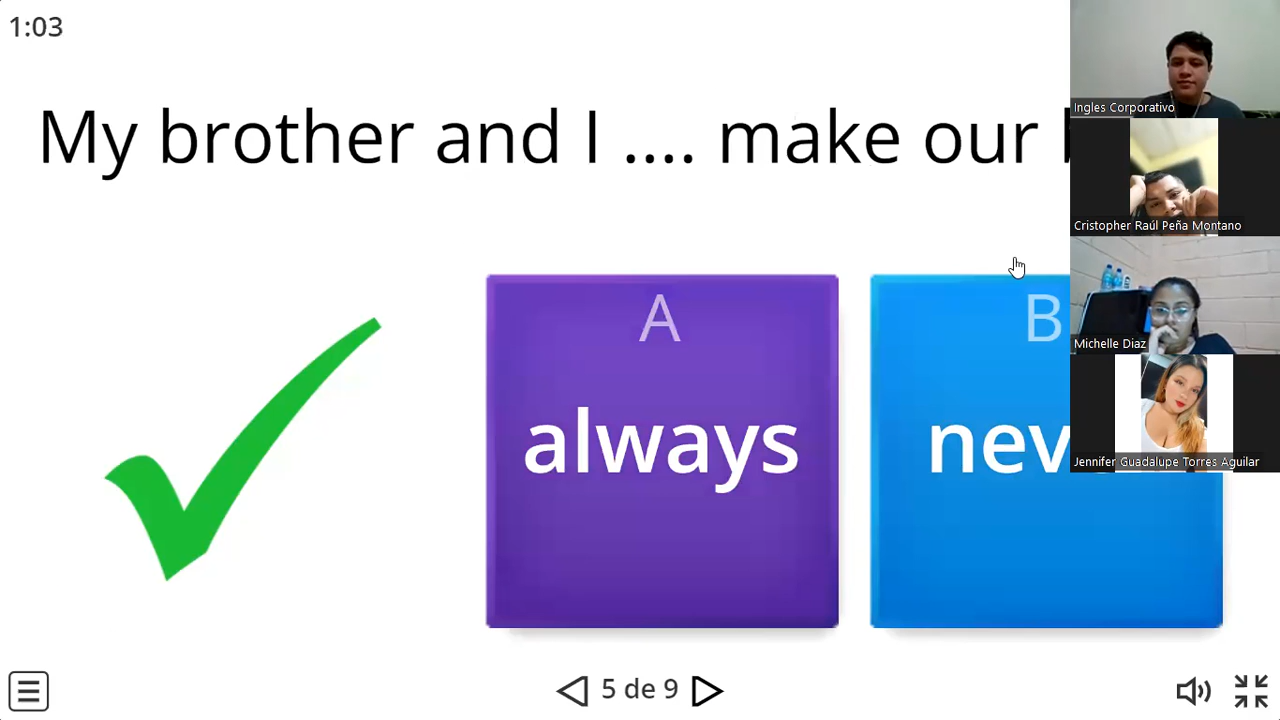 1:03
My brother and I .... make our
Ingles Corporativo
Cristopher Raúl Peña Montano
Michelle Diaz
Jennifer Guadalupe Torres Aguilar
A
always
B
5 de 9